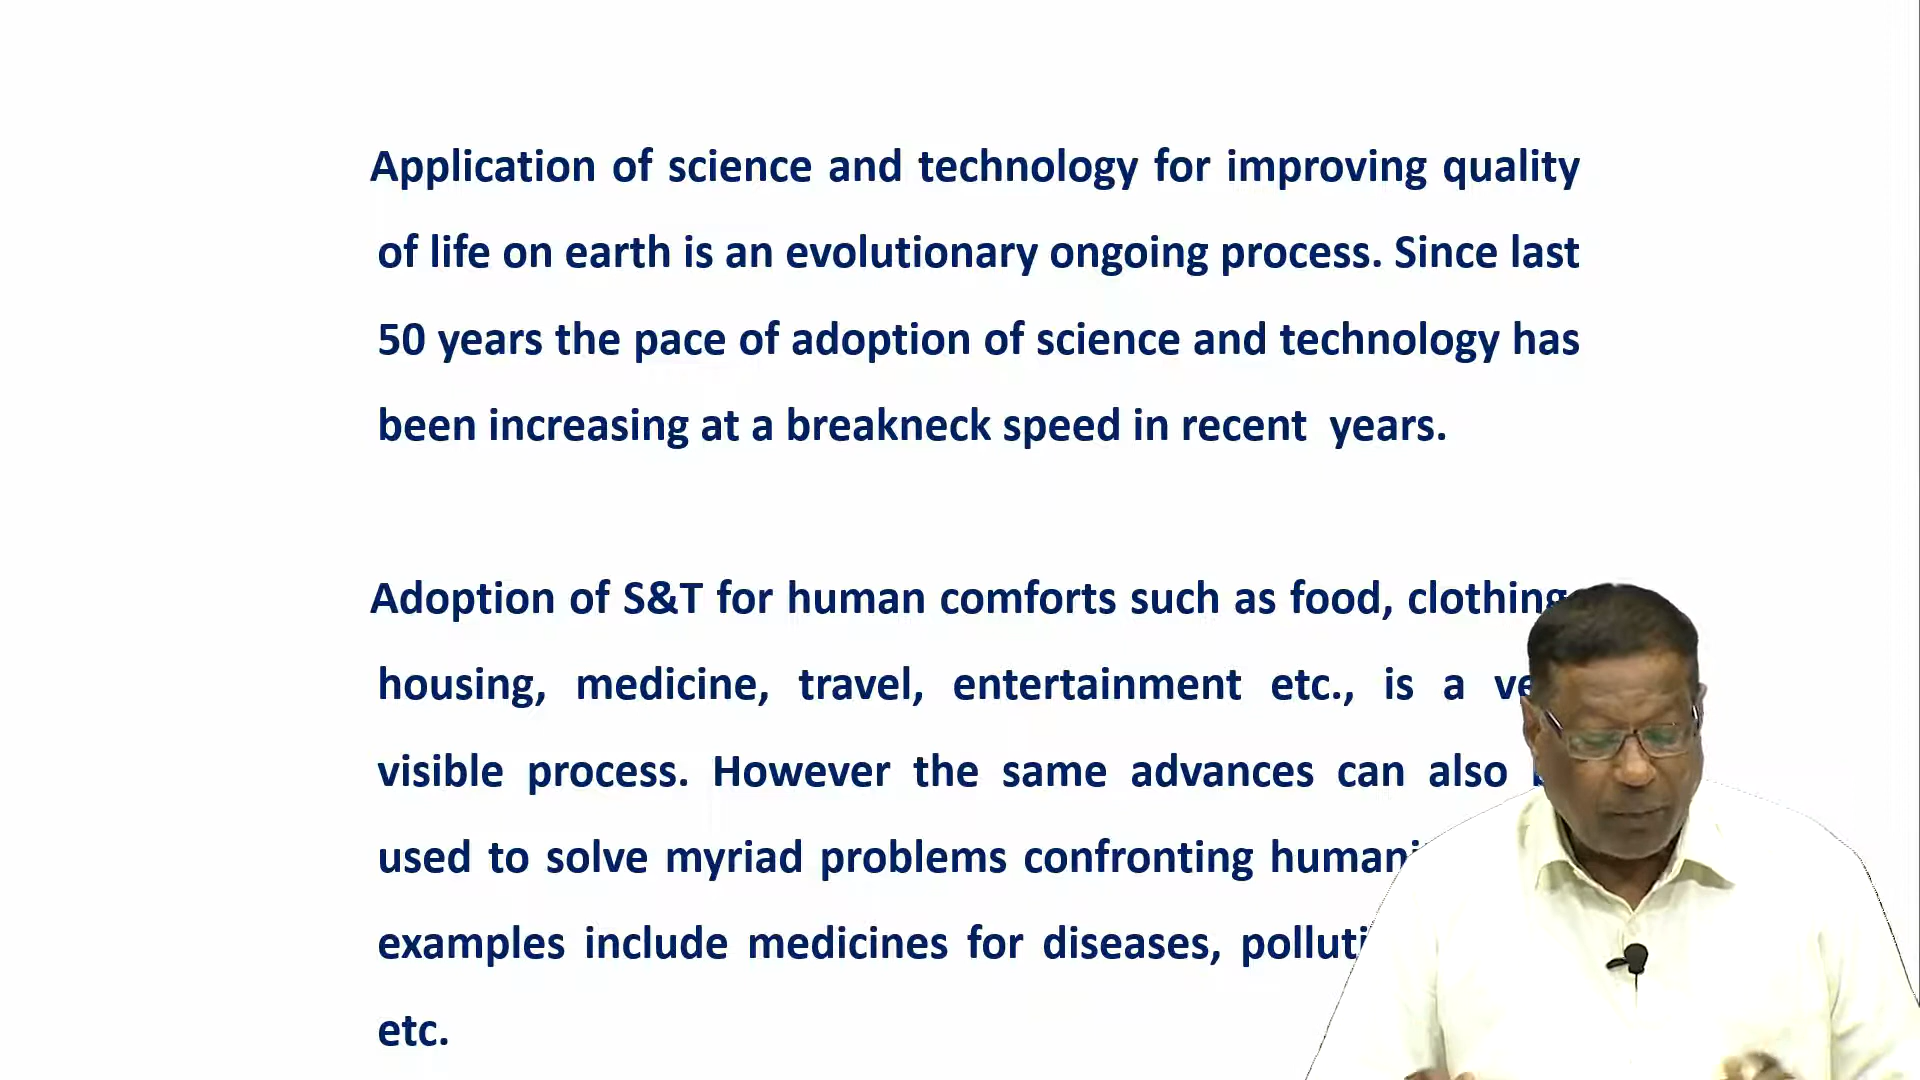 Application of science and technology for improving quality
of life on earth is an evolutionary ongoing process. Since last
50 years the pace of adoption of science and technology has
been increasing at a breakneck speed in recent years.
Adoption of S&T for human comforts such as food, clothing
housing, medicine, travel, entertainment etc., is a
visible process. However the same advances can also
used to solve myriad problems confronting
examples include medicines for diseases,
etc.